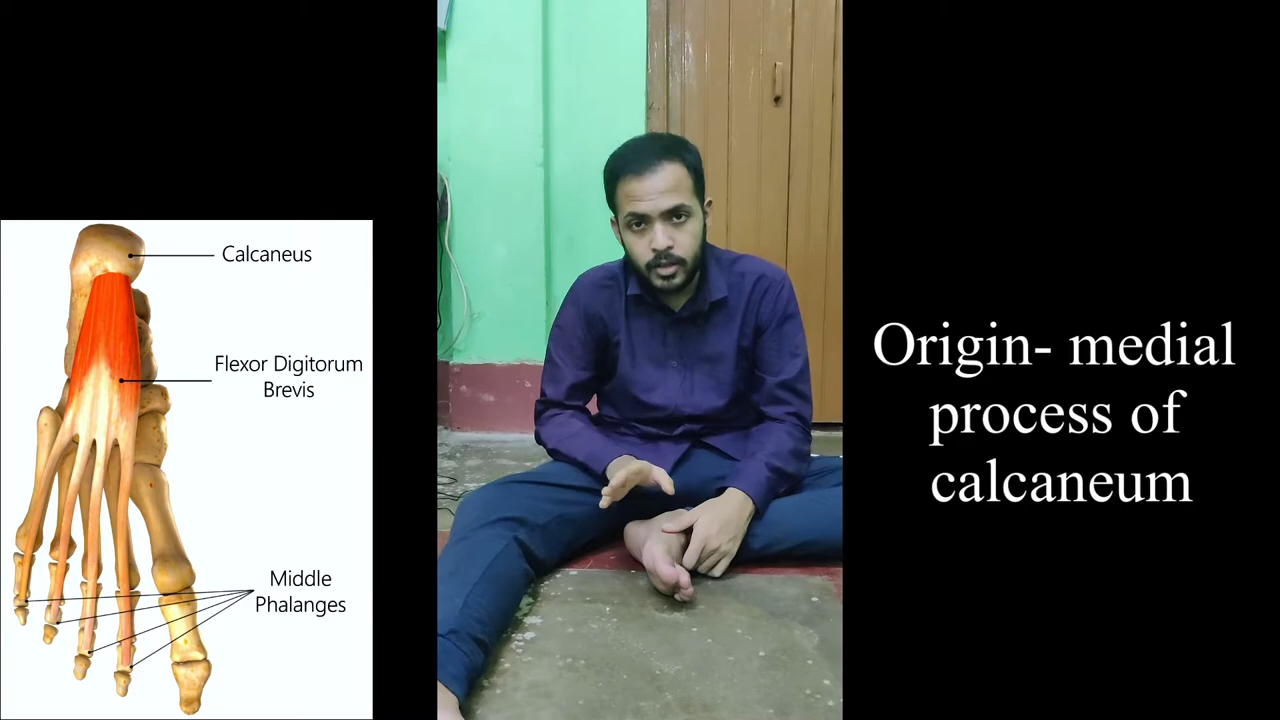 Calcaneus
Flexor Digitorum
Brevis
Middle
Phalanges
Origin- medial
process of
calcaneum